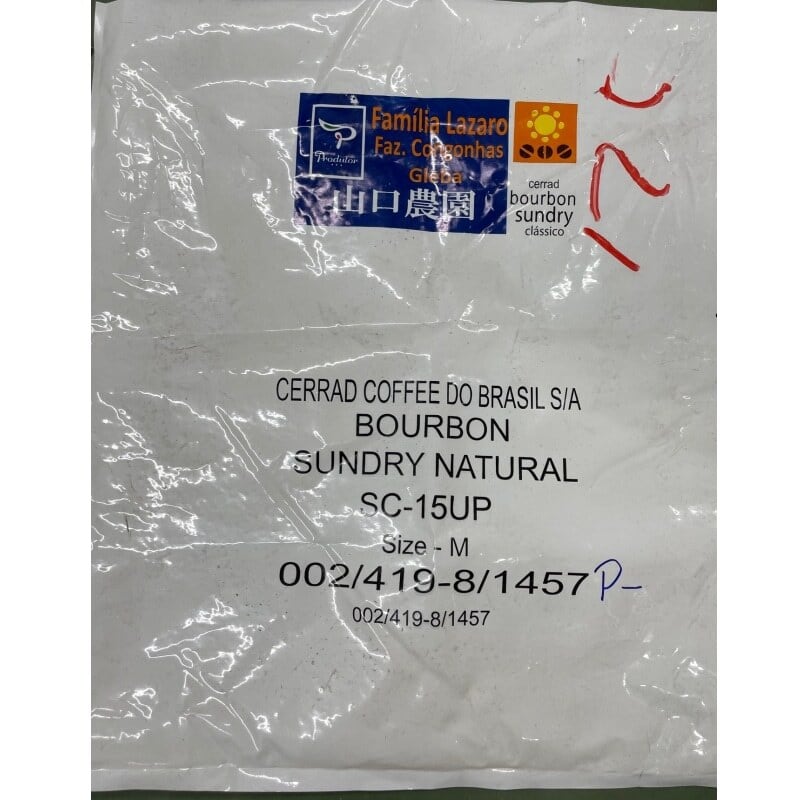 Produtor
Família Lazaro
Faz. Congonhas
Gleba
山口農園
cerrad
bourbon
sundry
clássico
CERRAD COFFEE DO BRASIL S/A
BOURBON
SUNDRY NATURAL
SC-15UP
Size - M
002/419-8/1457 P-
002/419-8/1457